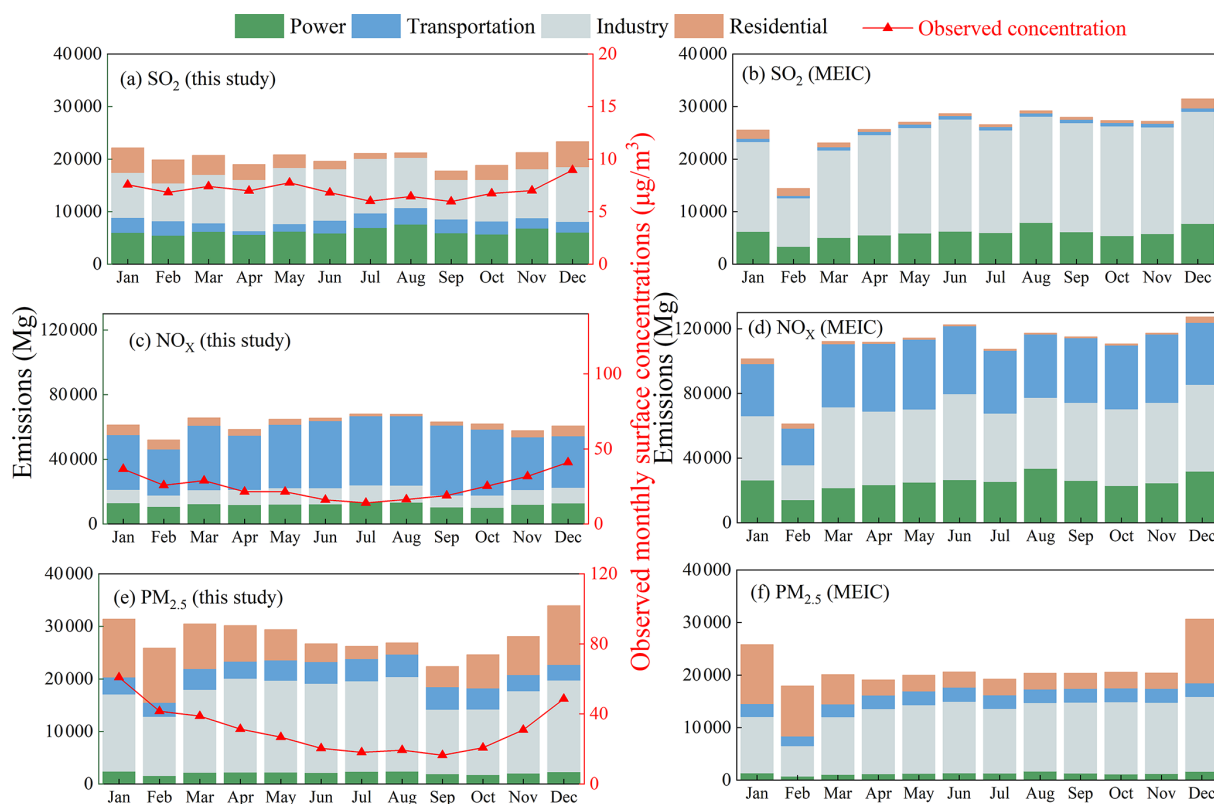 Power Transportation Industry Residential Observed concentration
(a) SO₂ (this study)
40 000
30 000
20 000
10 000
0
20
15
10
5
0
Jan Feb Mar Apr May Jun Jul Aug Sep Oct Nov Dec
(b) SO₂ (MEIC)
40 000
30 000
20 000
10 000
0
Jan Feb Mar Apr May Jun Jul Aug Sep Oct Nov Dec
Emissions (Mg)
(c) NOX (this study)
120 000
80 000
40 000
0
100
50
0
Jan Feb Mar Apr May Jun Jul Aug Sep Oct Nov Dec
Observed monthly surface concentrations (μg/m³)
Emissions (Mg)
(d) NOX (MEIC)
120 000
80 000
40 000
0
Jan Feb Mar Apr May Jun Jul Aug Sep Oct Nov Dec
(e) PM₂.₅ (this study)
40 000
30 000
20 000
10 000
0
120
80
40
0
Jan Feb Mar Apr May Jun Jul Aug Sep Oct Nov Dec
(f) PM₂.₅ (MEIC)
40 000
30 000
20 000
10 000
0
Jan Feb Mar Apr May Jun Jul Aug Sep Oct Nov Dec